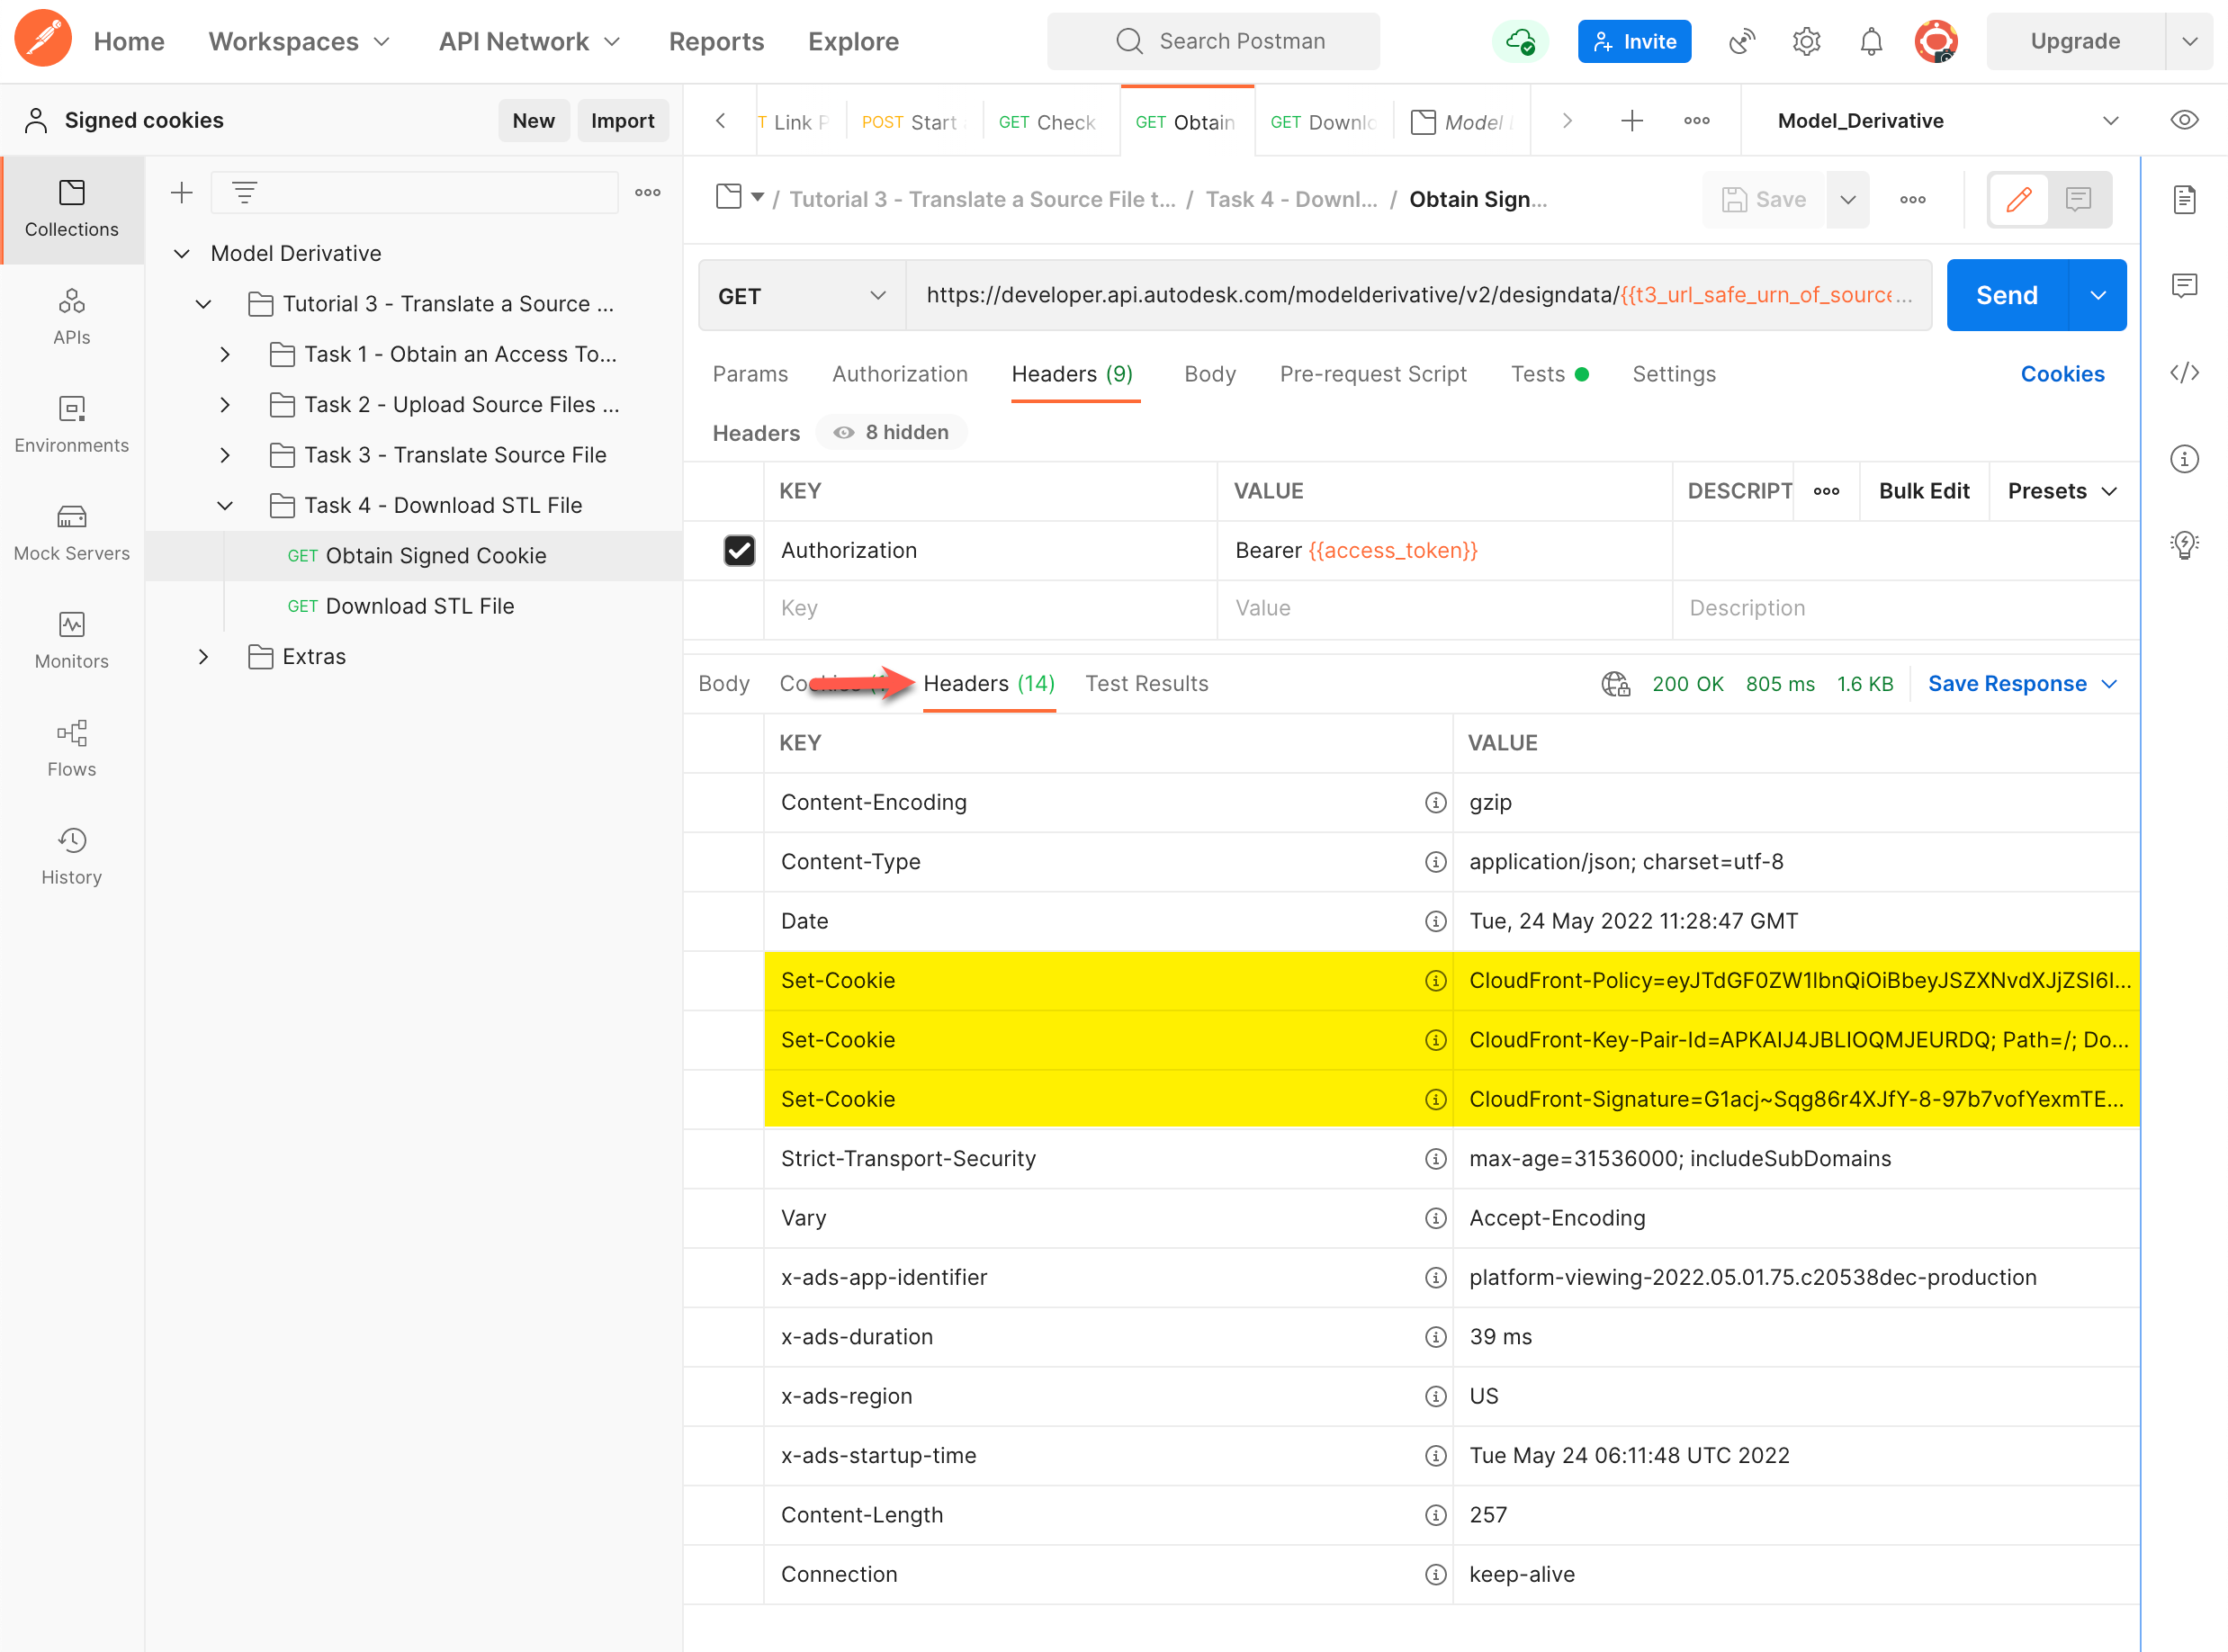 Home Workspaces API Network Reports Explore Search Postman Invite Upgrade
Signed cookies New Import
Link P POST Start GET Check GET Obtain GET Downlo Model Model_Derivative
Collections
APIs
Environments
Mock Servers
Monitors
Flows
History
Model Derivative
Tutorial 3 - Translate a Source ...
Task 1 - Obtain an Access To...
Task 2 - Upload Source Files ...
Task 3 - Translate Source File
Task 4 - Download STL File
GET Obtain Signed Cookie
GET Download STL File
Extras
/ Tutorial 3 - Translate a Source File t... / Task 4 - Downl... / Obtain Sign... Save
GET https://developer.api.autodesk.com/modelderivative/v2/designdata/{{t3_url_safe_urn_of_source... Send
Params Authorization Headers (9) Body Pre-request Script Tests Settings Cookies
Headers 8 hidden
KEY VALUE DESCRIPT Bulk Edit Presets
Authorization Bearer {{access_token}}
Key Value Description
Body Headers (14) Test Results 200 OK 805 ms 1.6 KB Save Response
KEY VALUE
Content-Encoding gzip
Content-Type application/json; charset=utf-8
Date Tue, 24 May 2022 11:28:47 GMT
Set-Cookie CloudFront-Policy=eyJTdGF0ZW1lbnQiOiBbeyJSZXNvdXJjZSI6I...
Set-Cookie CloudFront-Key-Pair-Id=APKAIJ4JBLIOQMJEURDQ; Path=/; Do...
Set-Cookie CloudFront-Signature=G1acj~Sqg86r4XJfY-8-97b7vofYexmTE...
Strict-Transport-Security max-age=31536000; includeSubDomains
Vary Accept-Encoding
x-ads-app-identifier platform-viewing-2022.05.01.75.c20538dec-production
x-ads-duration 39 ms
x-ads-region US
x-ads-startup-time Tue May 24 06:11:48 UTC 2022
Content-Length 257
Connection keep-alive